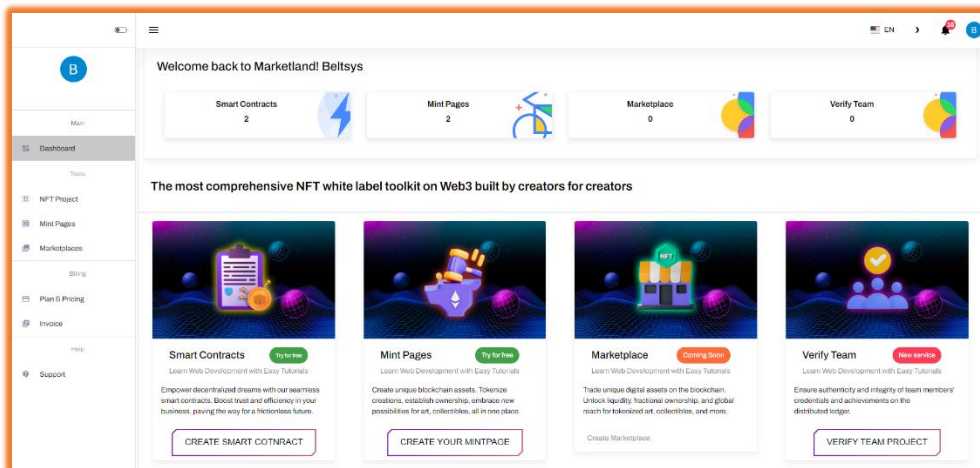 EN
10
B
B
Main
Dashboard
Tools
NFT Project
Mint Pages
Marketplaces
Billing
Plan & Pricing
Invoice
Help
Support
Welcome back to Marketland! Beltsys
Smart Contracts
2
Mint Pages
2
Marketplace
0
Verify Team
0
The most comprehensive NFT white label toolkit on Web3 built by creators for creators
Smart Contracts
Try for free
Learn Web Development with Easy Tutorials
Empower decentralized dreams with our seamless
smart contracts. Boost trust and efficiency in your
business, paving the way for a frictionless future.
CREATE SMART COTNRACT
Mint Pages
Try for free
Learn Web Development with Easy Tutorials
Create unique blockchain assets. Tokenize
creations, establish ownership, embrace new
possibilities for art, collectibles, all in one place.
CREATE YOUR MINTPAGE
NFT
Marketplace
Coming Soon
Learn Web Development with Easy Tutorials
Trade unique digital assets on the blockchain.
Unlock liquidity, fractional ownership, and global
reach for tokenized art, collectibles, and more.
Create Marketplace
Verify Team
New service
Learn Web Development with Easy Tutorials
Ensure authenticity and integrity of team members'
credentials and achievements on the
distributed ledger.
VERIFY TEAM PROJECT